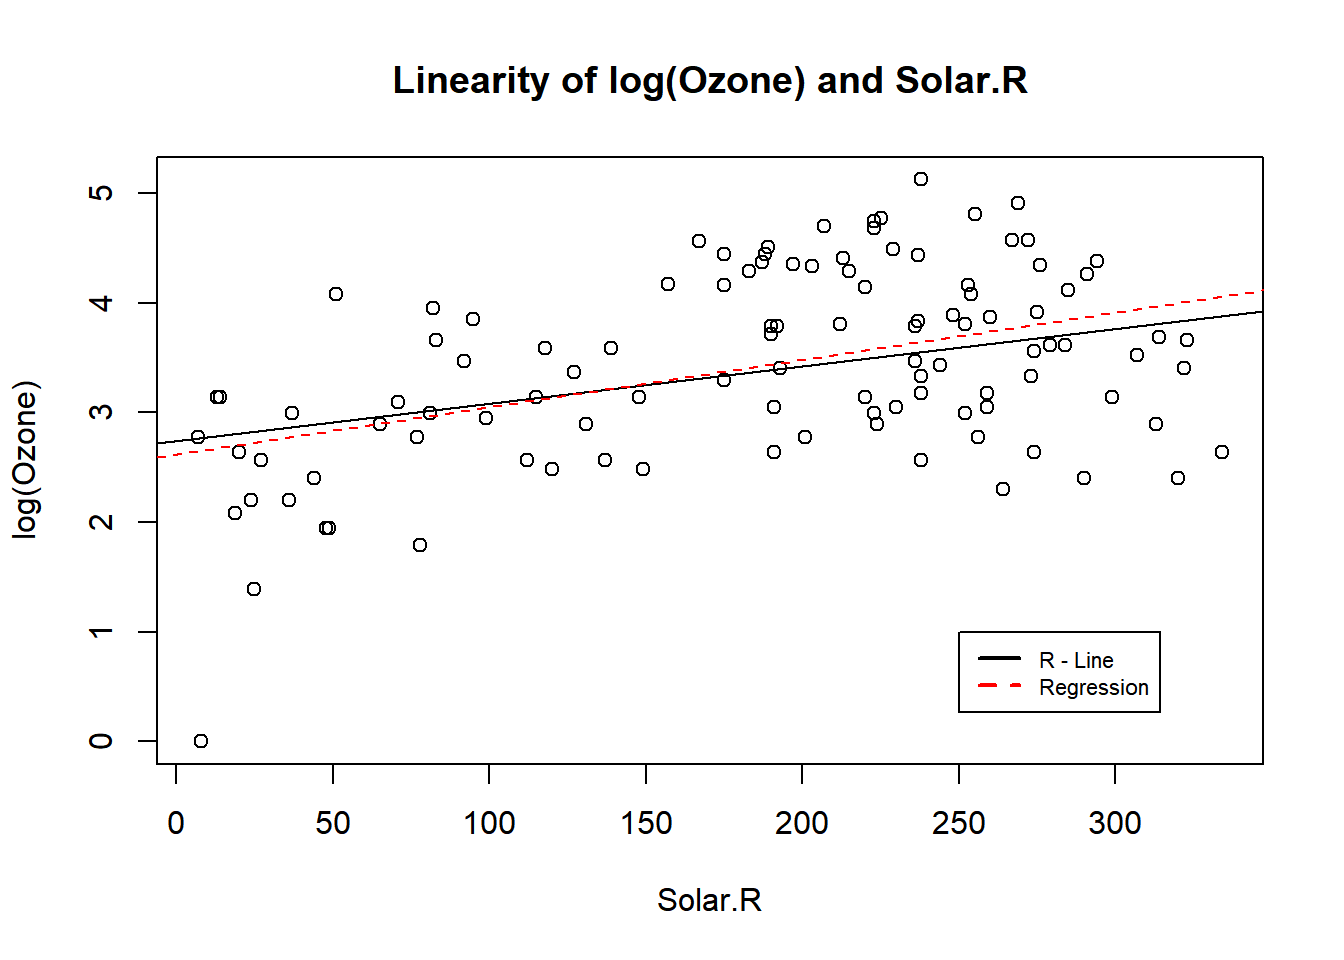 Linearity of log(Ozone) and Solar.R
log(Ozone)
5
4
3
2
1
0
R - Line
Regression
0 50 100 150 200 250 300
Solar.R